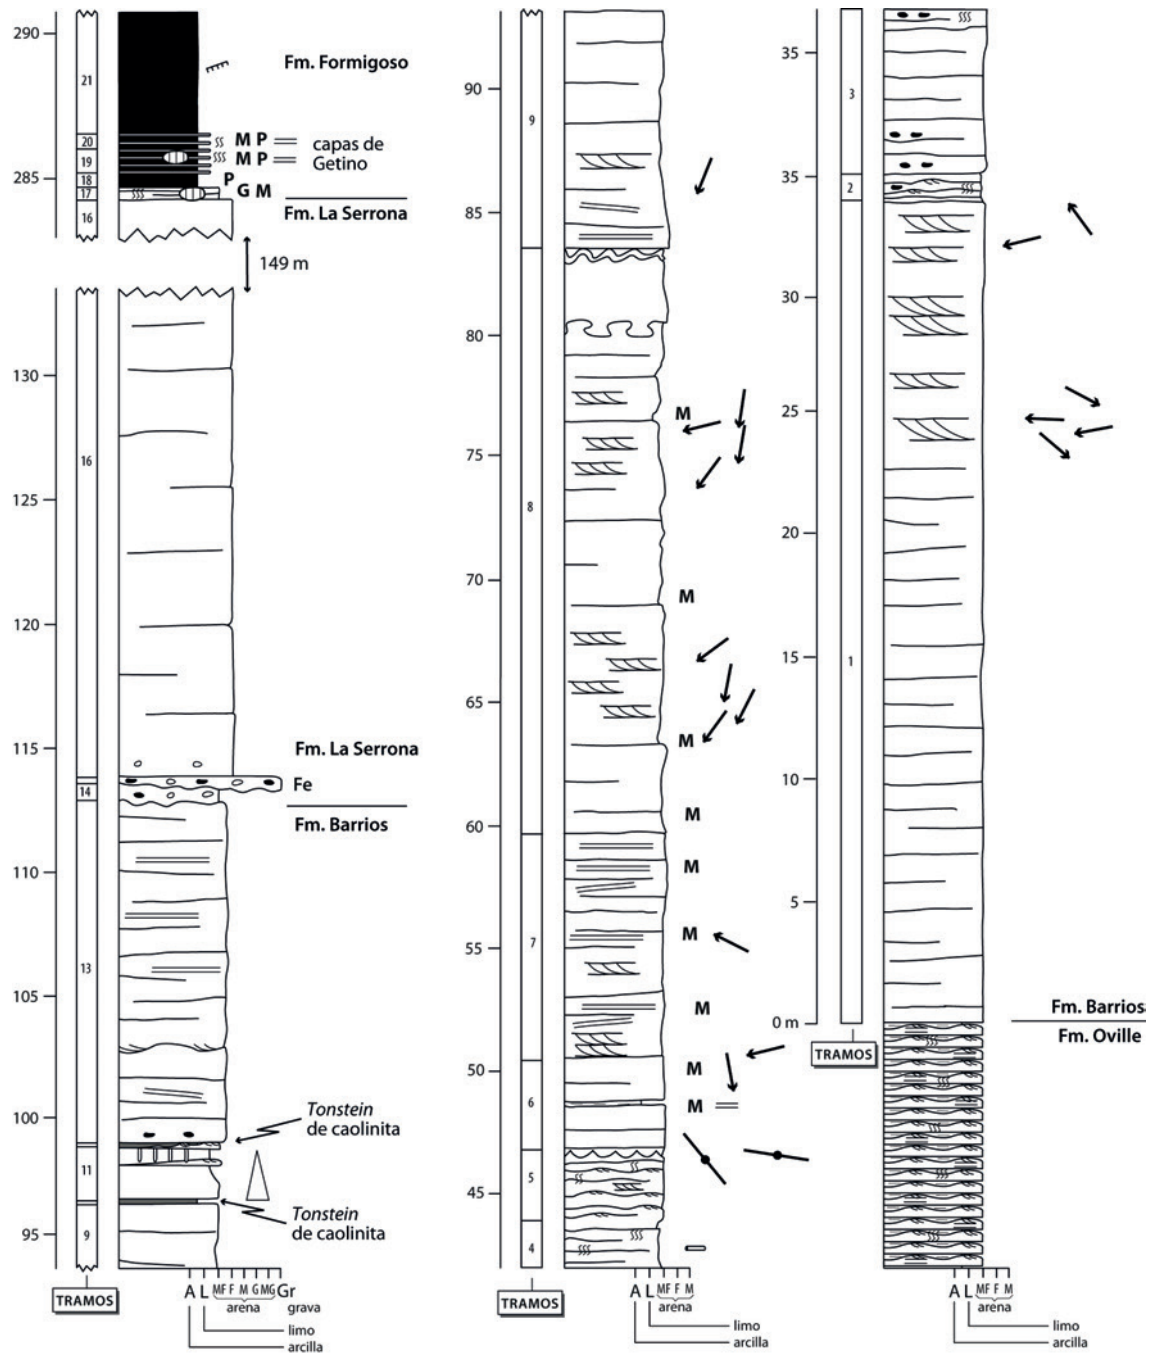 290
21
Fm. Formigoso
20
M P
capas de
Getino
19
M P
285
18
P
17
G M
Fm. La Serrona
16
149 m
130
16
125
120
115
Fm. La Serrona
Fe
14
Fm. Barrios
110
13
105
100
Tonstein
de caolinita
11
Tonstein
de caolinita
95
9
TRAMOS
A L MF F M G MG Gr
arena
grava
limo
arcilla
90
9
85
80
M
75
8
70
M
65
M
60
M
M
7
55
M
M
50
M
6
M
5
45
4
TRAMOS
A L MF F M
arena
limo
arcilla
35
3
35
2
30
25
20
15
1
10
5
0 m
Fm. Barrios
Fm. Oville
TRAMOS
A L MF F M
arena
limo
arcilla